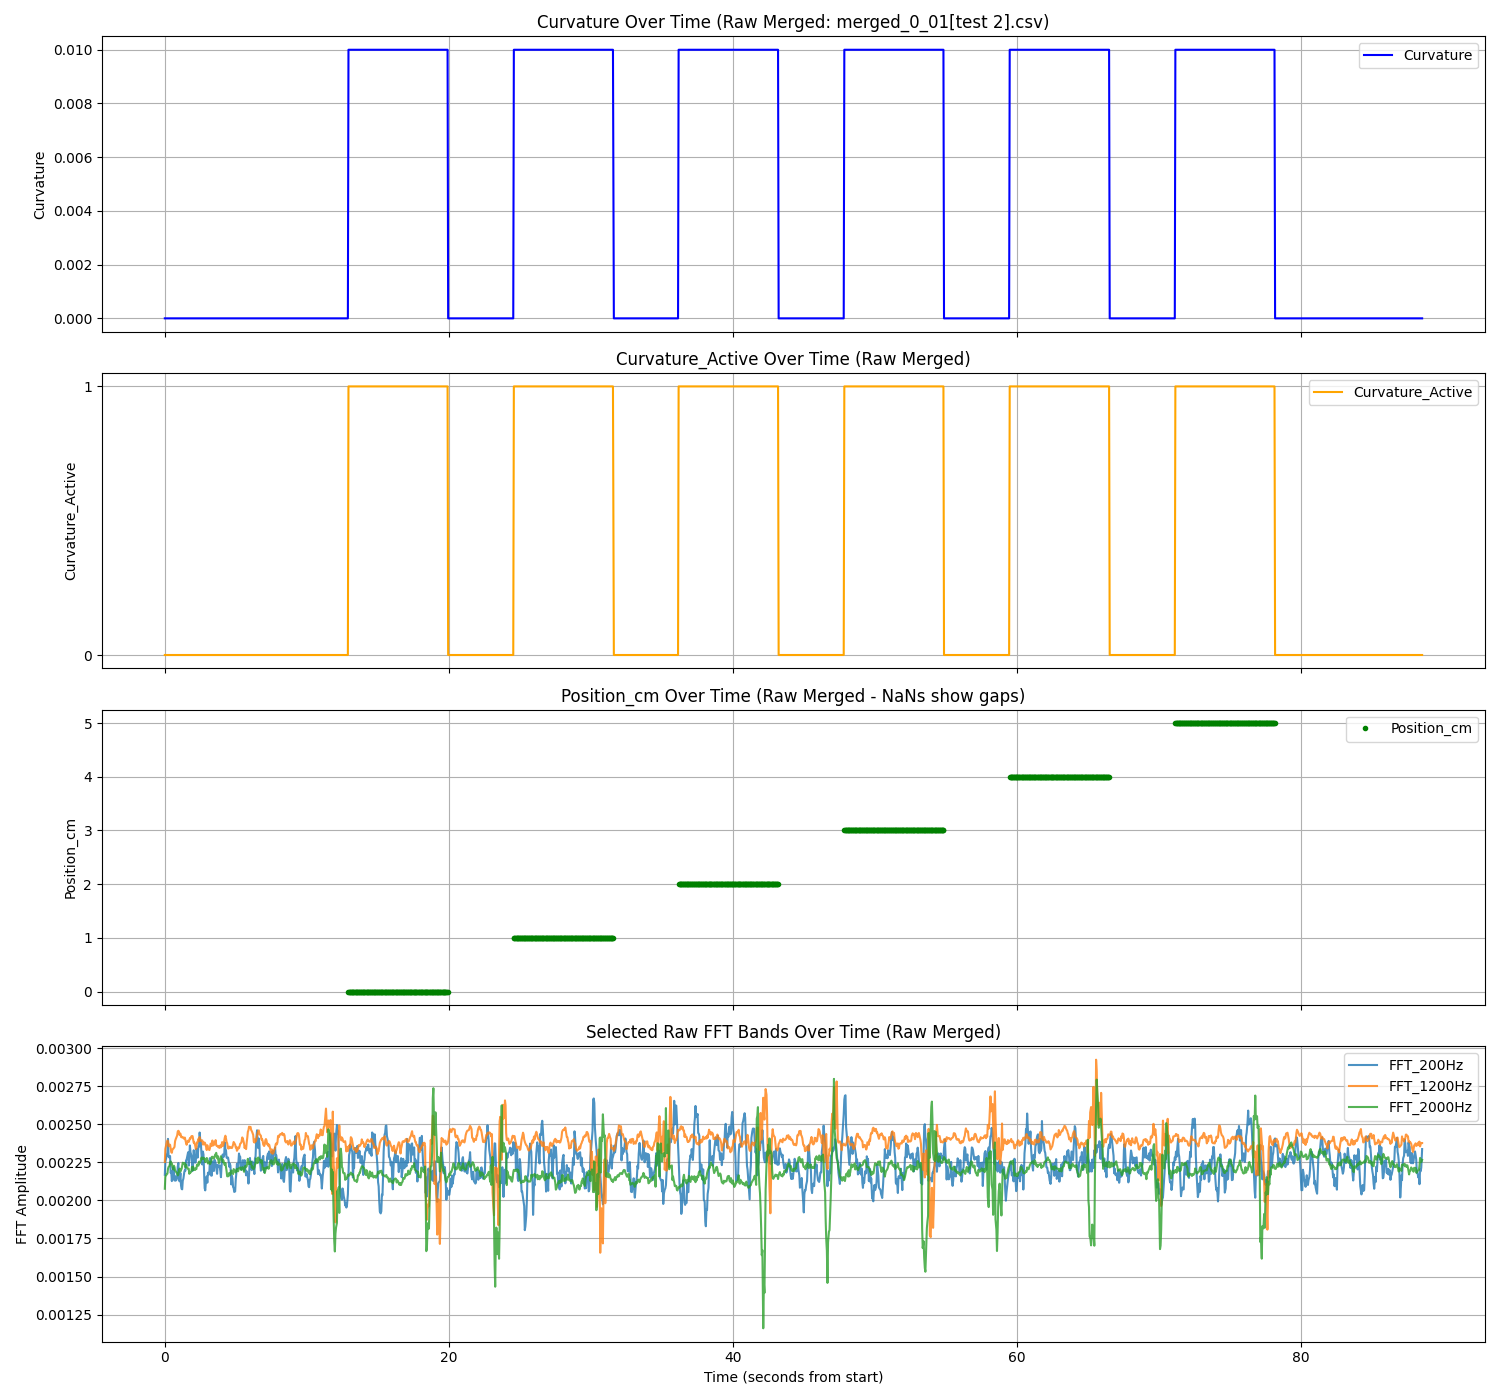 Curvature Over Time (Raw Merged: merged_0_01[test 2].csv)
0.010
0.008
0.006
0.004
0.002
0.000
Curvature
Curvature
Curvature_Active Over Time (Raw Merged)
1
0
Curvature_Active
Curvature_Active
Position_cm Over Time (Raw Merged - NaNs show gaps)
5
4
3
2
1
0
Position_cm
Position_cm
Selected Raw FFT Bands Over Time (Raw Merged)
0.00300
0.00275
0.00250
0.00225
0.00200
0.00175
0.00150
0.00125
FFT Amplitude
FFT_200Hz
FFT_1200Hz
FFT_2000Hz
0 20 40 60 80
Time (seconds from start)